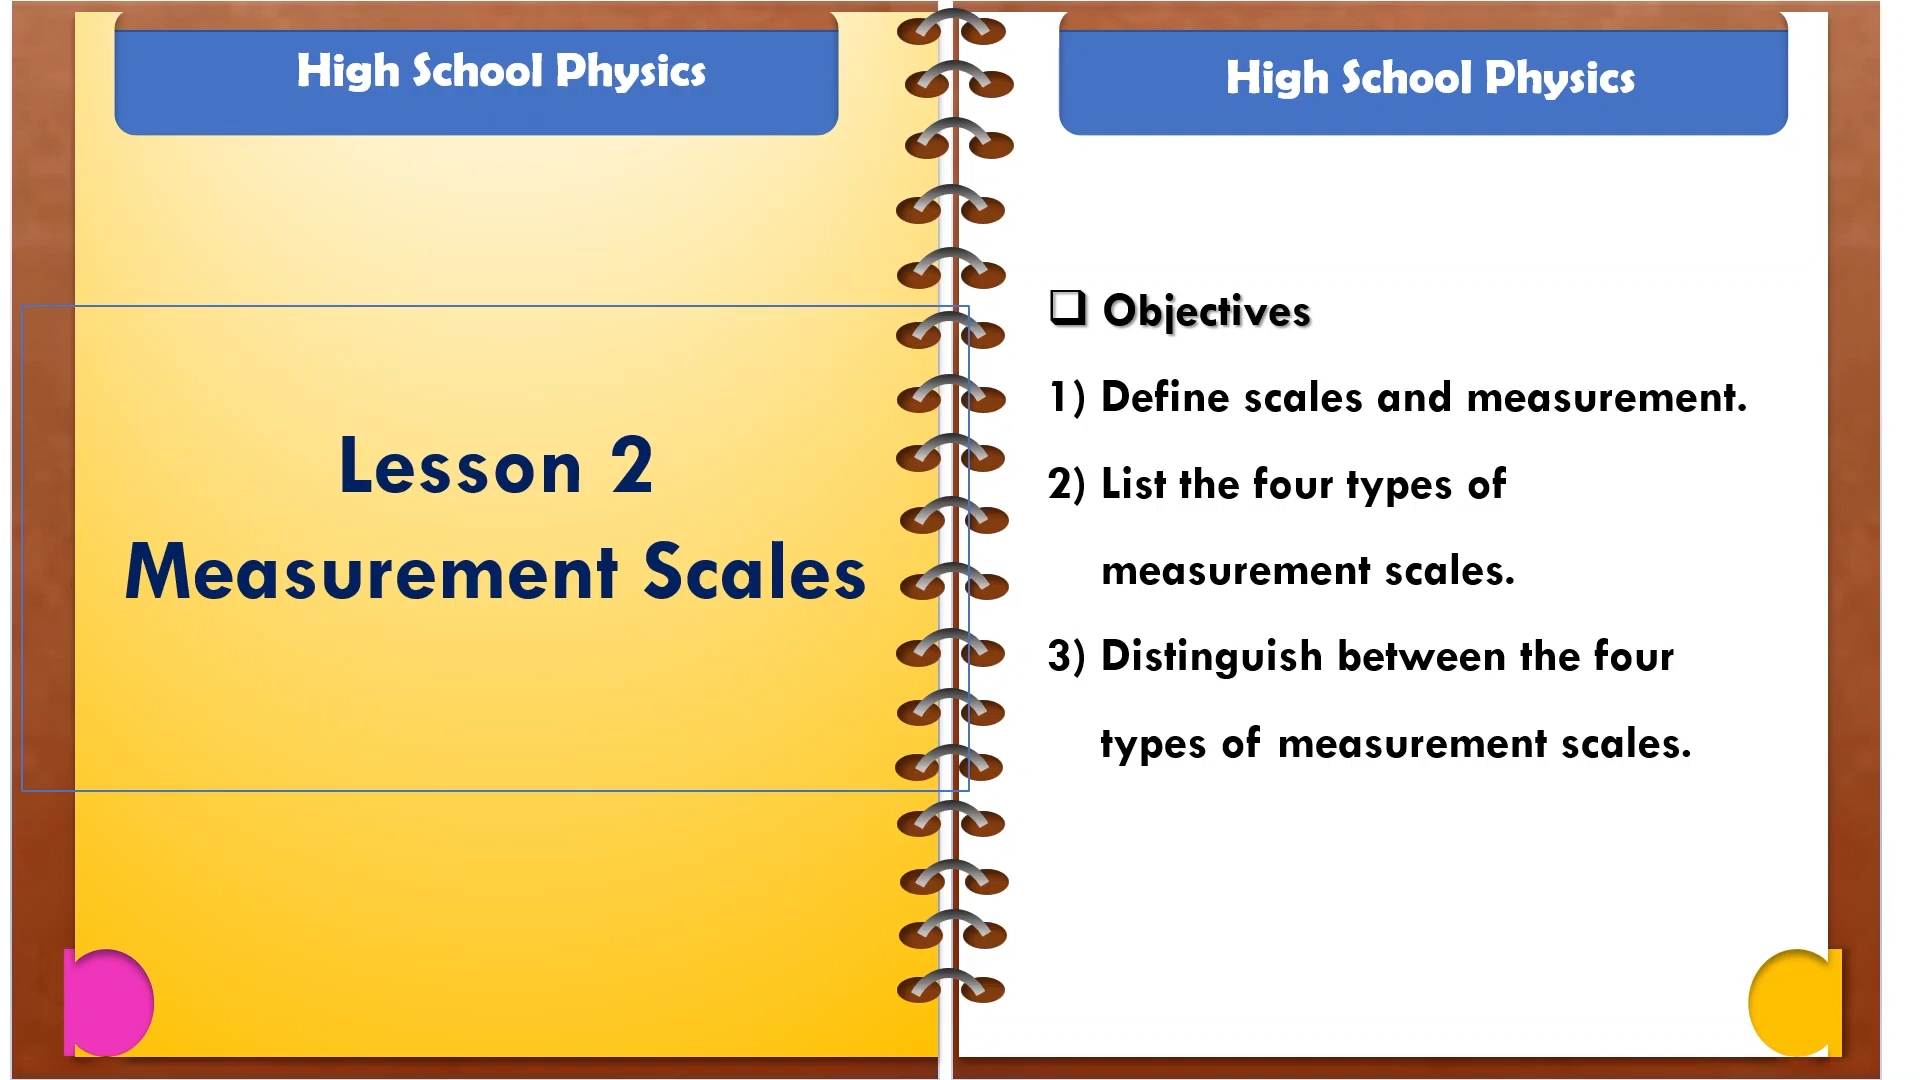 High School Physics
Lesson 2
Measurement Scales
High School Physics
❑ Objectives
1) Define scales and measurement.
2) List the four types of
measurement scales.
3) Distinguish between the four
types of measurement scales.